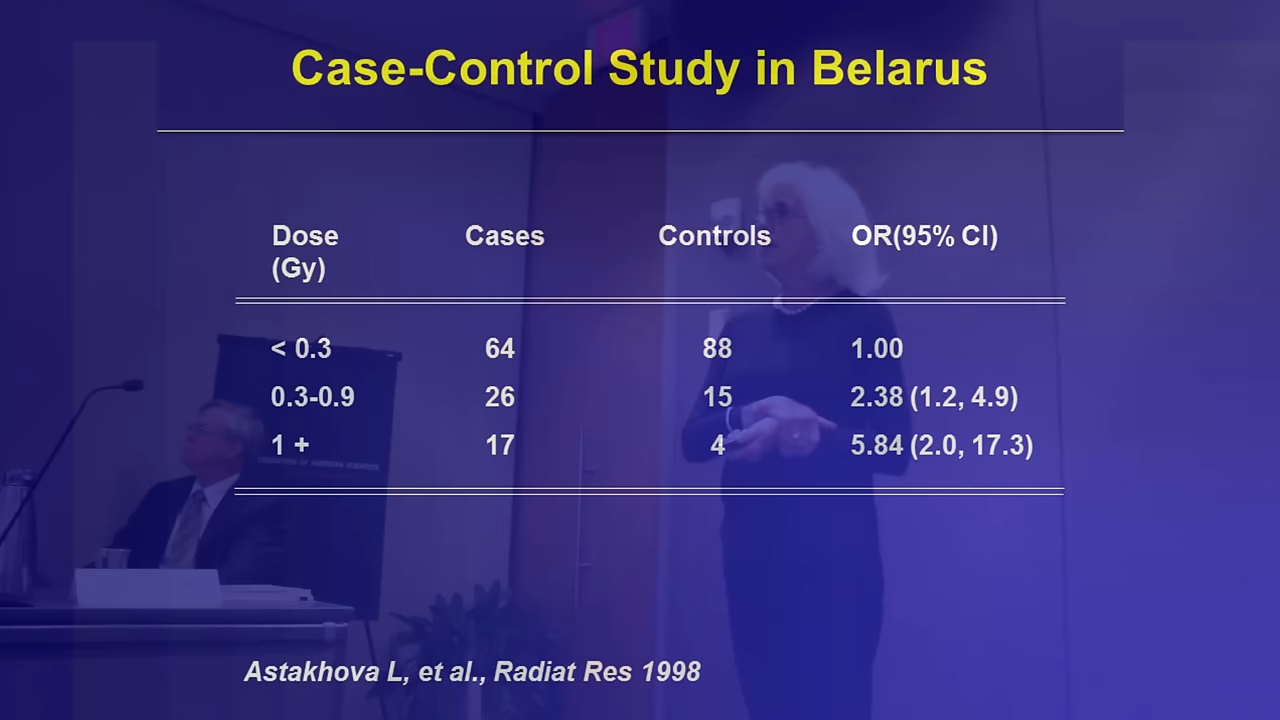 Case-Control Study in Belarus
Dose (Gy) Cases Controls OR(95% CI)
< 0.3 64 88 1.00
0.3-0.9 26 15 2.38 (1.2, 4.9)
1 + 17 4 5.84 (2.0, 17.3)
Astakhova L, et al., Radiat Res 1998